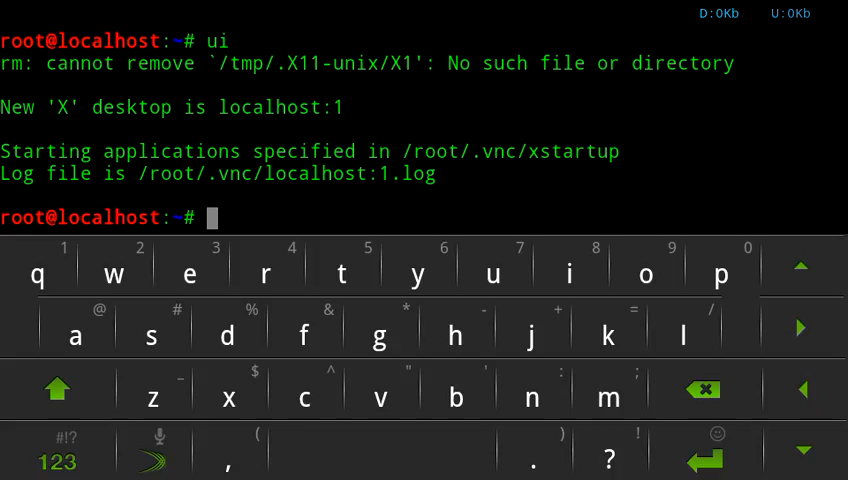 D:0Kb U:0Kb
root@localhost:~# ui
rm: cannot remove `/tmp/.X11-unix/X1': No such file or directory
New 'X' desktop is localhost:1
Starting applications specified in /root/.vnc/xstartup
Log file is /root/.vnc/localhost:1.log
root@localhost:~#
1 2 3 4 5 6 7 8 9 0
q w e r t y u i o p
@ # % & * - + = /
a s d f g h j k l
_ $ ^ " ' : ;
z x c v b n m
#!? ( ) !
123 , . ?